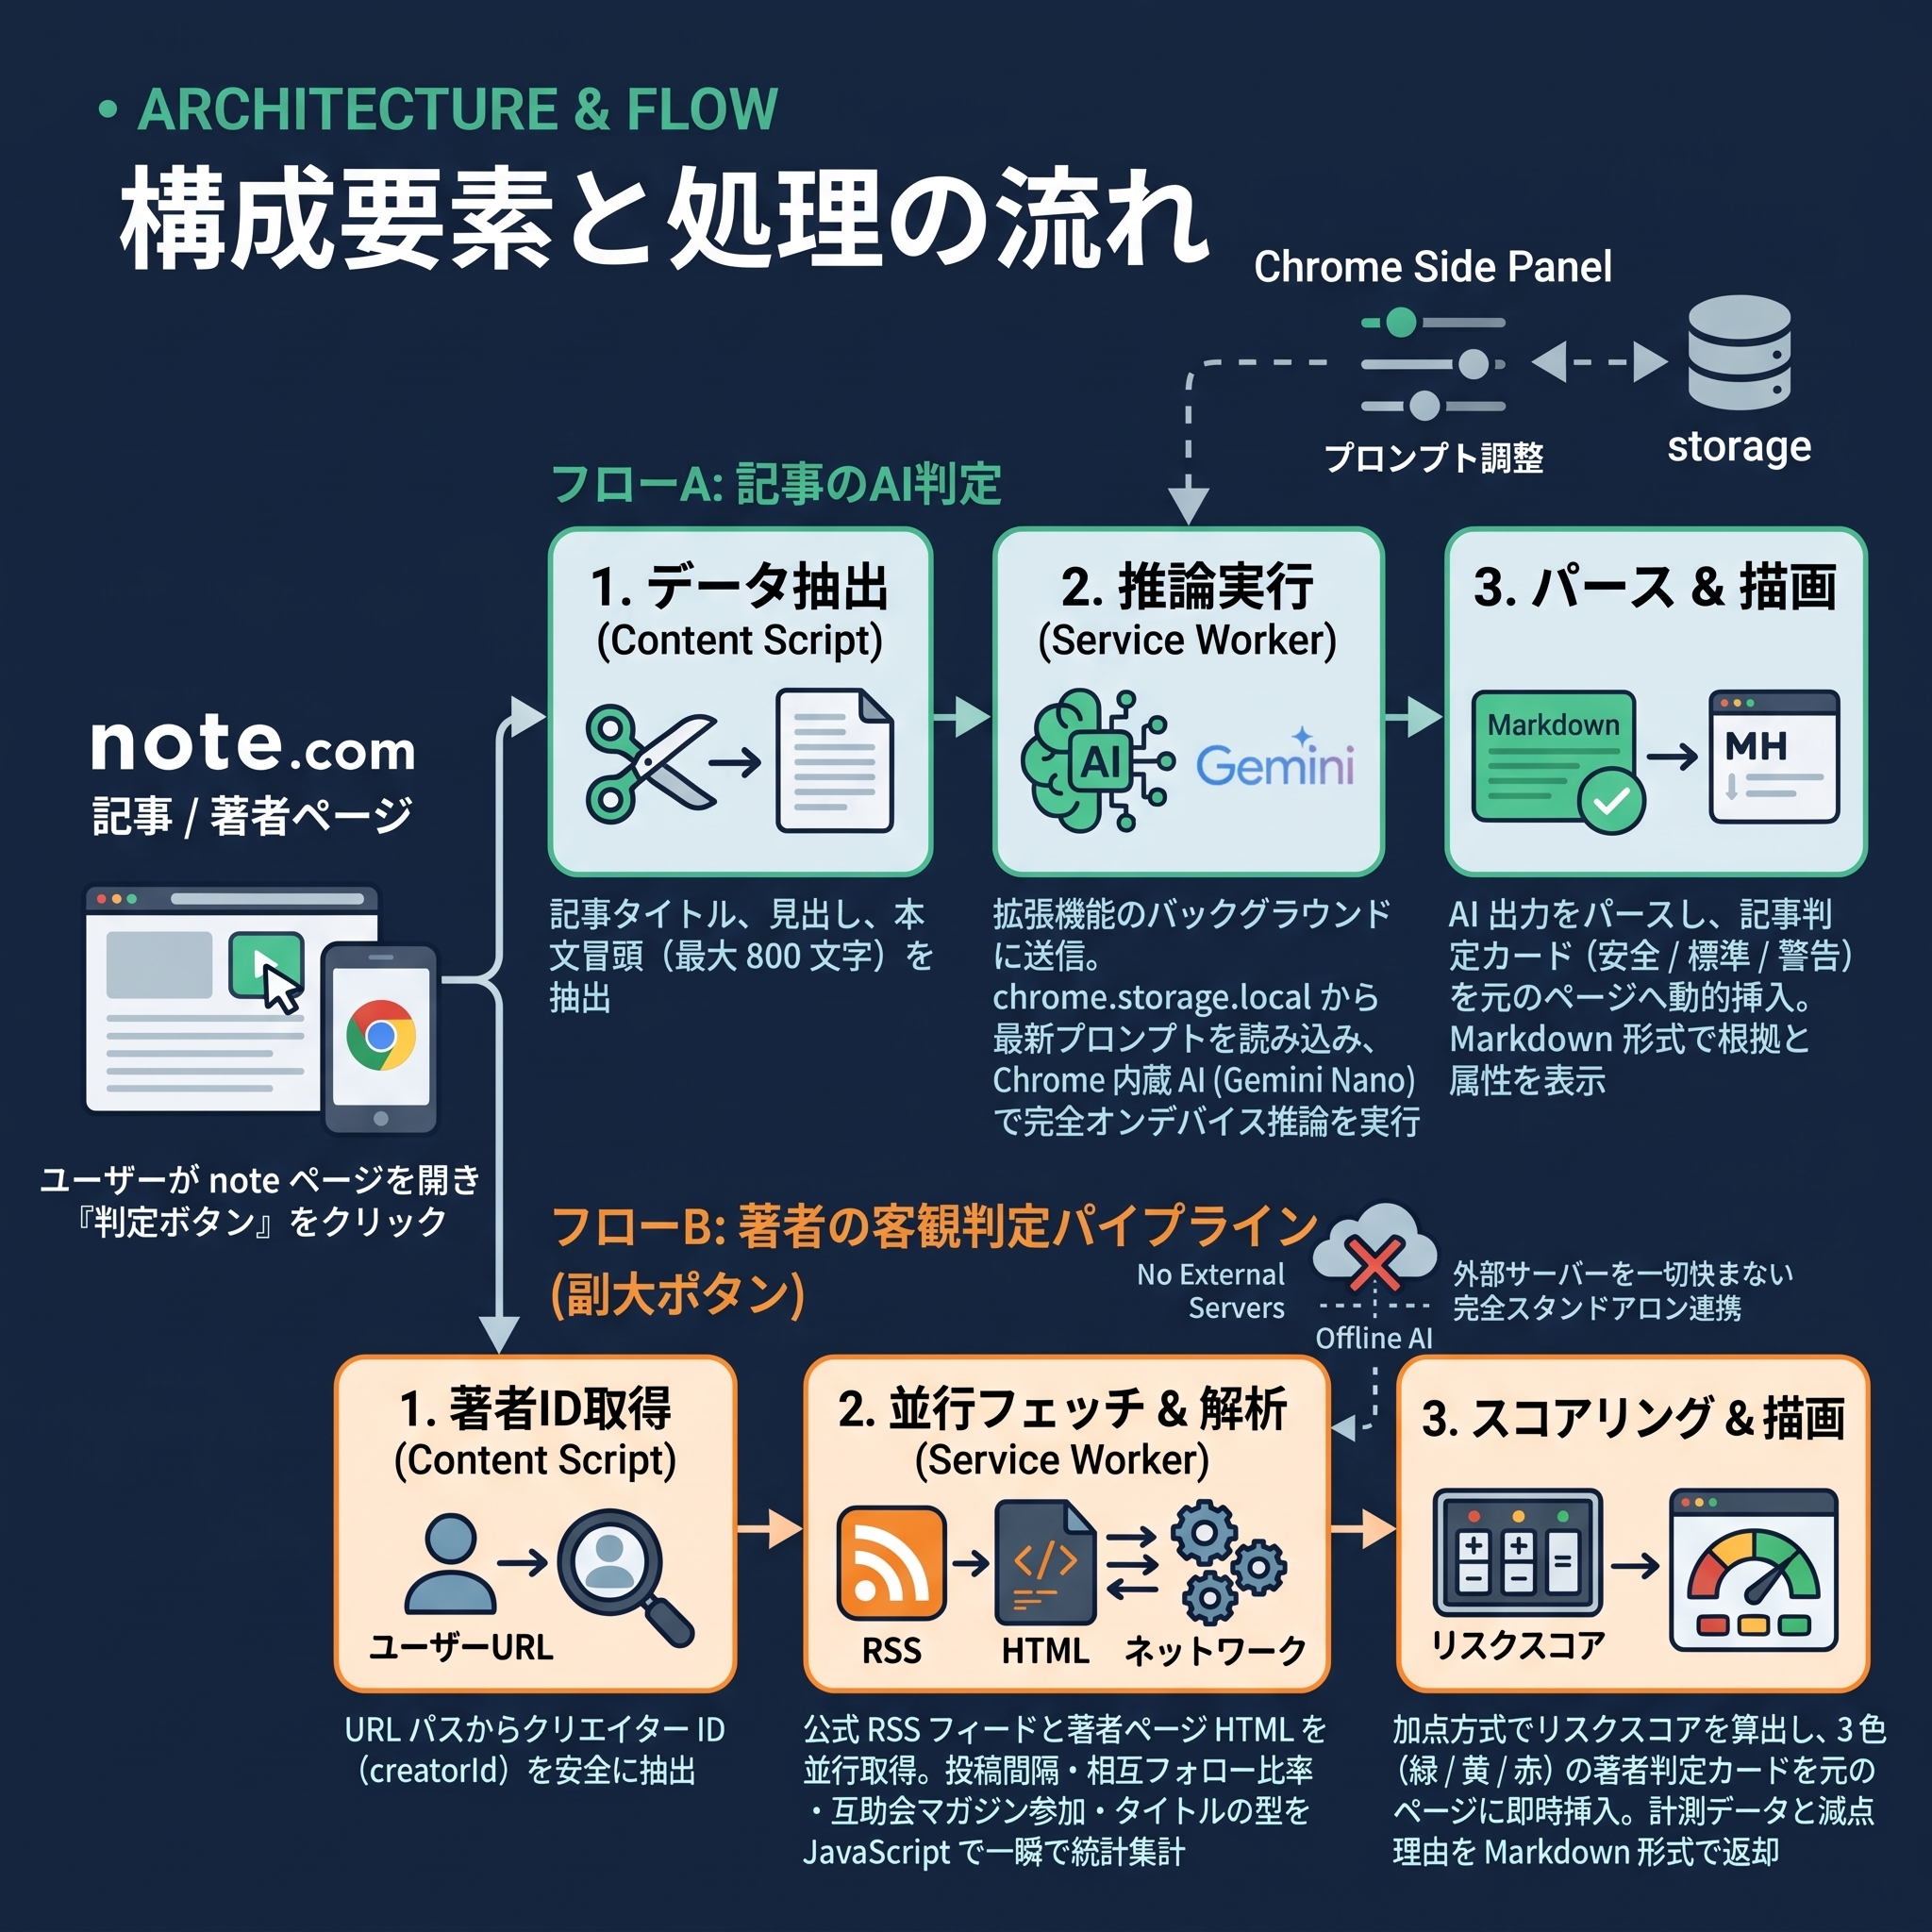 • ARCHITECTURE & FLOW
構成要素と処理の流れ
Chrome Side Panel
プロンプト調整
storage
フローA: 記事のAI判定
1. データ抽出
(Content Script)
2. 推論実行
(Service Worker)
AI
Gemini
3. パース & 描画
Markdown
MH
note.com
記事 / 著者ページ
ユーザーが note ページを開き
『判定ボタン』をクリック
記事タイトル、見出し、本
文冒頭（最大 800 文字）を
抽出
拡張機能のバックグラウンド
に送信。
chrome.storage.local から
最新プロンプトを読み込み、
Chrome 内蔵 AI (Gemini Nano)
で完全オンデバイス推論を実行
AI 出力をパースし、記事判
定カード（安全 / 標準 / 警告）
を元のページへ動的挿入。
Markdown 形式で根拠と
属性を表示
フローB: 著者の客観判定パイプライン
(副大ポタン)
No External
Servers
Offline AI
外部サーバーを一切快まない
完全スタンドアロン連携
1. 著者ID取得
(Content Script)
ユーザーURL
2. 並行フェッチ & 解析
(Service Worker)
RSS
HTML
ネットワーク
3. スコアリング & 描画
リスクスコア
URL パスからクリエイター ID
（creatorId）を安全に抽出
公式 RSS フィードと著者ページ HTML を
並行取得。投稿間隔・相互フォロー比率
・互助会マガジン参加・タイトルの型を
JavaScript で一瞬で統計集計
加点方式でリスクスコアを算出し、3 色
（緑 / 黄 / 赤）の著者判定カードを元の
ページに即時挿入。計測データと減点
理由を Markdown 形式で返却